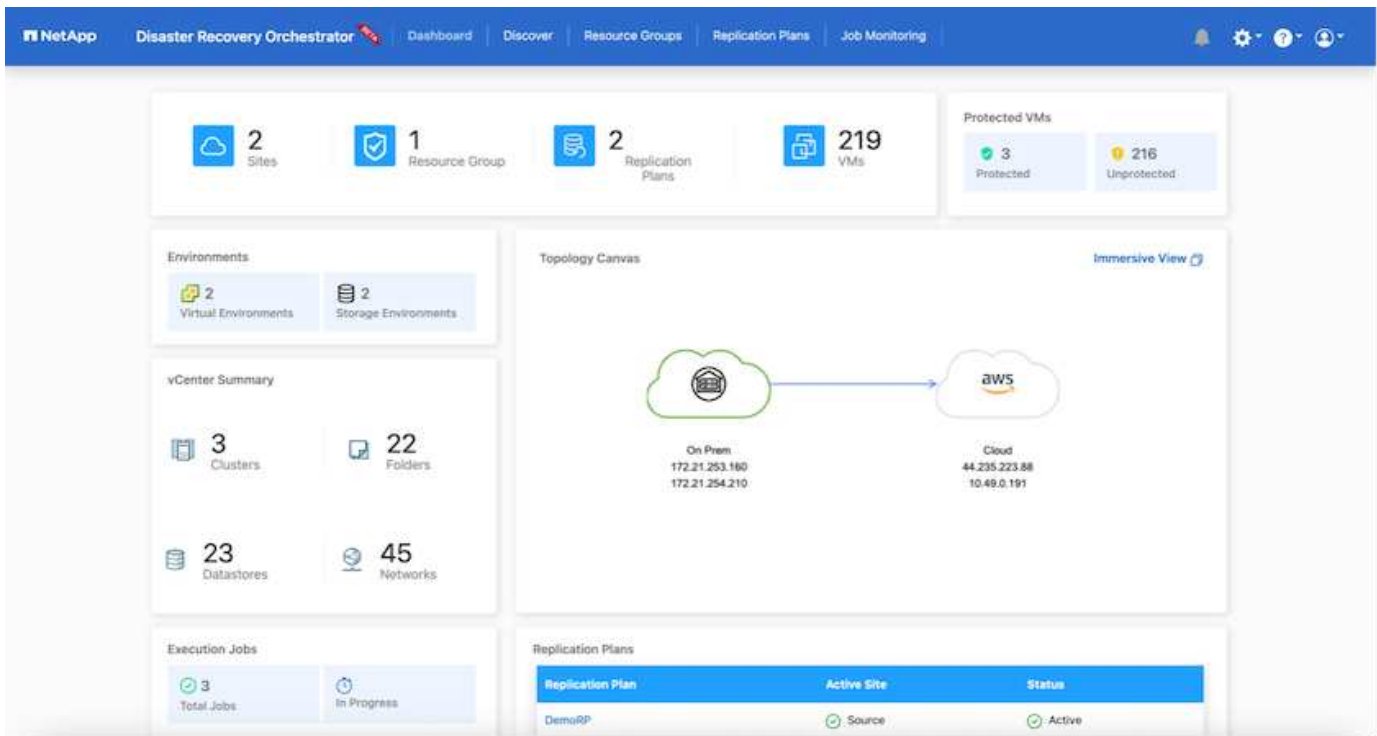 NetApp Disaster Recovery Orchestrator Dashboard Discover Resource Groups Replication Plans Job Monitoring
2
Sites
1
Resource Group
2
Replication
Plans
219
VMs
Protected VMs
3
Protected
216
Unprotected
Environments
2
Virtual Environments
2
Storage Environments
Topology Canvas
Immersive View
aws
On Prem
172.21.253.160
172.21.254.210
Cloud
44.235.223.88
10.49.0.191
vCenter Summary
3
Clusters
22
Folders
23
Datastores
45
Networks
Execution Jobs
3
Total Jobs
In Progress
Replication Plans
Replication Plan Active Site Status
DemoRP Source Active